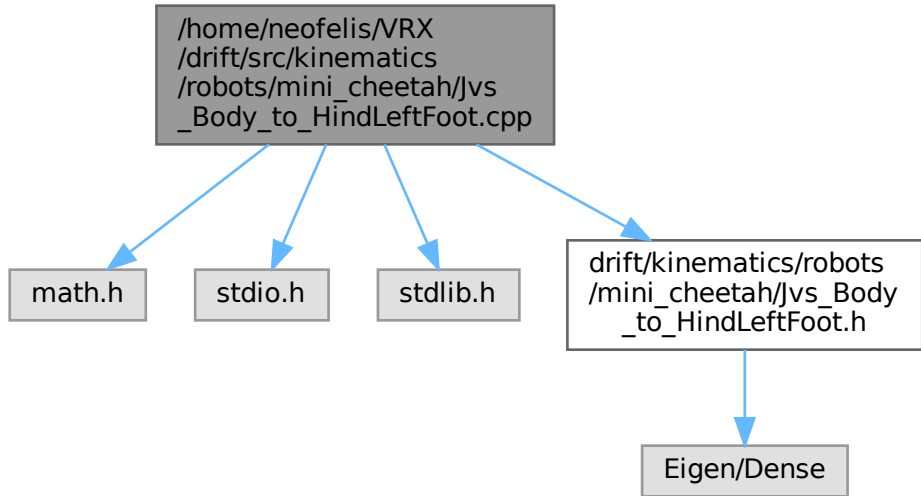 /home/neofelis/VRX
/drift/src/kinematics
/robots/mini_cheetah/Jvs
_Body_to_HindLeftFoot.cpp
math.h
stdio.h
stdlib.h
drift/kinematics/robots
/mini_cheetah/Jvs_Body
_to_HindLeftFoot.h
Eigen/Dense